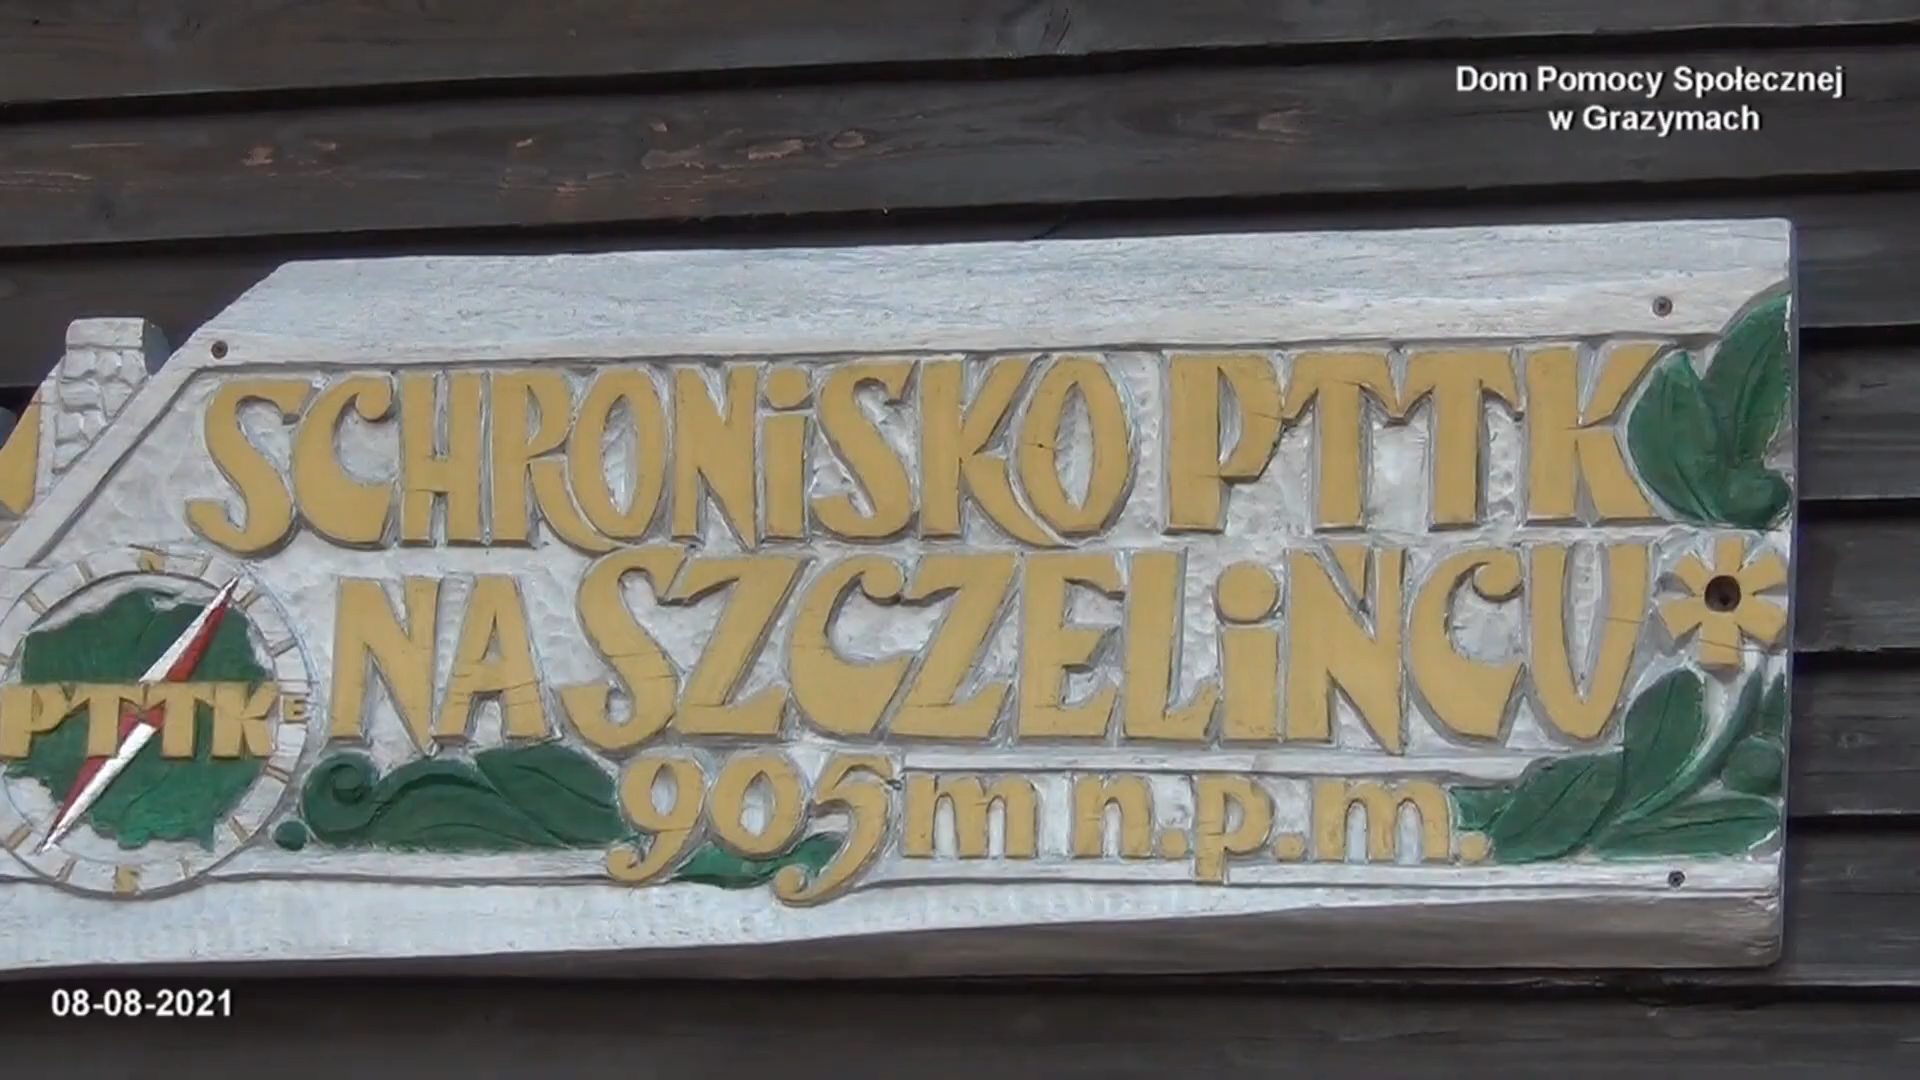 Dom Pomocy Społecznej
w Grazymach
SCHRONiSKO PTTK
NA SZCZELiNCU
905 m n.p.m.
PTTK
N
E
S
08-08-2021